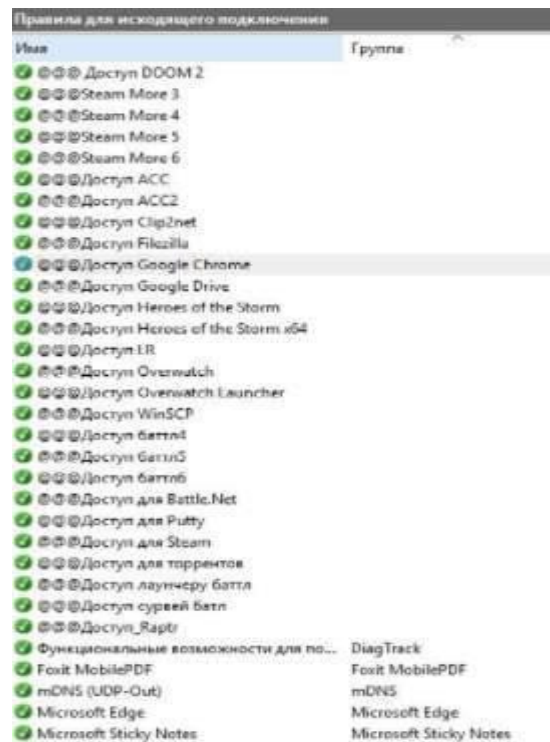 Правила для исходящего подключения
Имя Группа
@@@ Доступ DOOM 2
@@@Steam More 3
@@@Steam More 4
@@@Steam More 5
@@@Steam More 6
@@@Доступ ACC
@@@Доступ ACC2
@@@Доступ Clip2net
@@@Доступ Filezilla
@@@Доступ Google Chrome
@@@Доступ Google Drive
@@@Доступ Heroes of the Storm
@@@Доступ Heroes of the Storm x64
@@@Доступ LR
@@@Доступ Overwatch
@@@Доступ Overwatch Launcher
@@@Доступ WinSCP
@@@Доступ баттл4
@@@Доступ баттл5
@@@Доступ баттл6
@@@Доступ для Battle.Net
@@@Доступ для Putty
@@@Доступ для Steam
@@@Доступ для торрентов
@@@Доступ лаунчеру баттл
@@@Доступ сурвей батл
@@@Доступ_Raptr
Функциональные возможности для по... DiagTrack
Foxit MobilePDF Foxit MobilePDF
mDNS (UDP-Out) mDNS
Microsoft Edge Microsoft Edge
Microsoft Sticky Notes Microsoft Sticky Notes